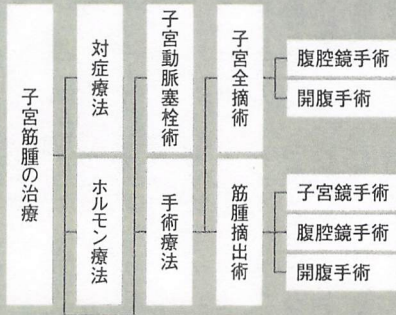 子宮筋腫の治療
対症療法
ホルモン療法
子宮動脈塞栓術
手術療法
子宮全摘術
筋腫摘出術
腹腔鏡手術
開腹手術
子宮鏡手術
腹腔鏡手術
開腹手術